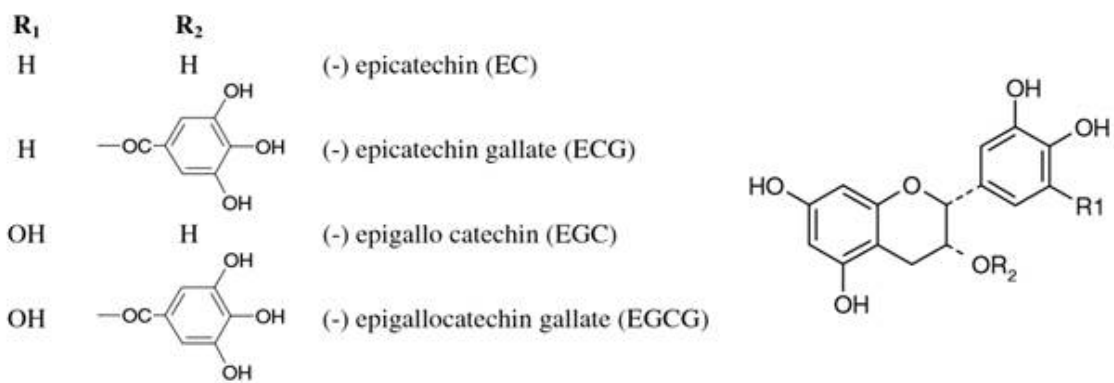 R₁ R₂
H H (-) epicatechin (EC)
OH
H OC OH (-) epicatechin gallate (ECG)
OH
OH H (-) epigallo catechin (EGC)
OH
OH OC OH (-) epigallocatechin gallate (EGCG)
OH
OH
OH
HO O
R1
OR₂
OH